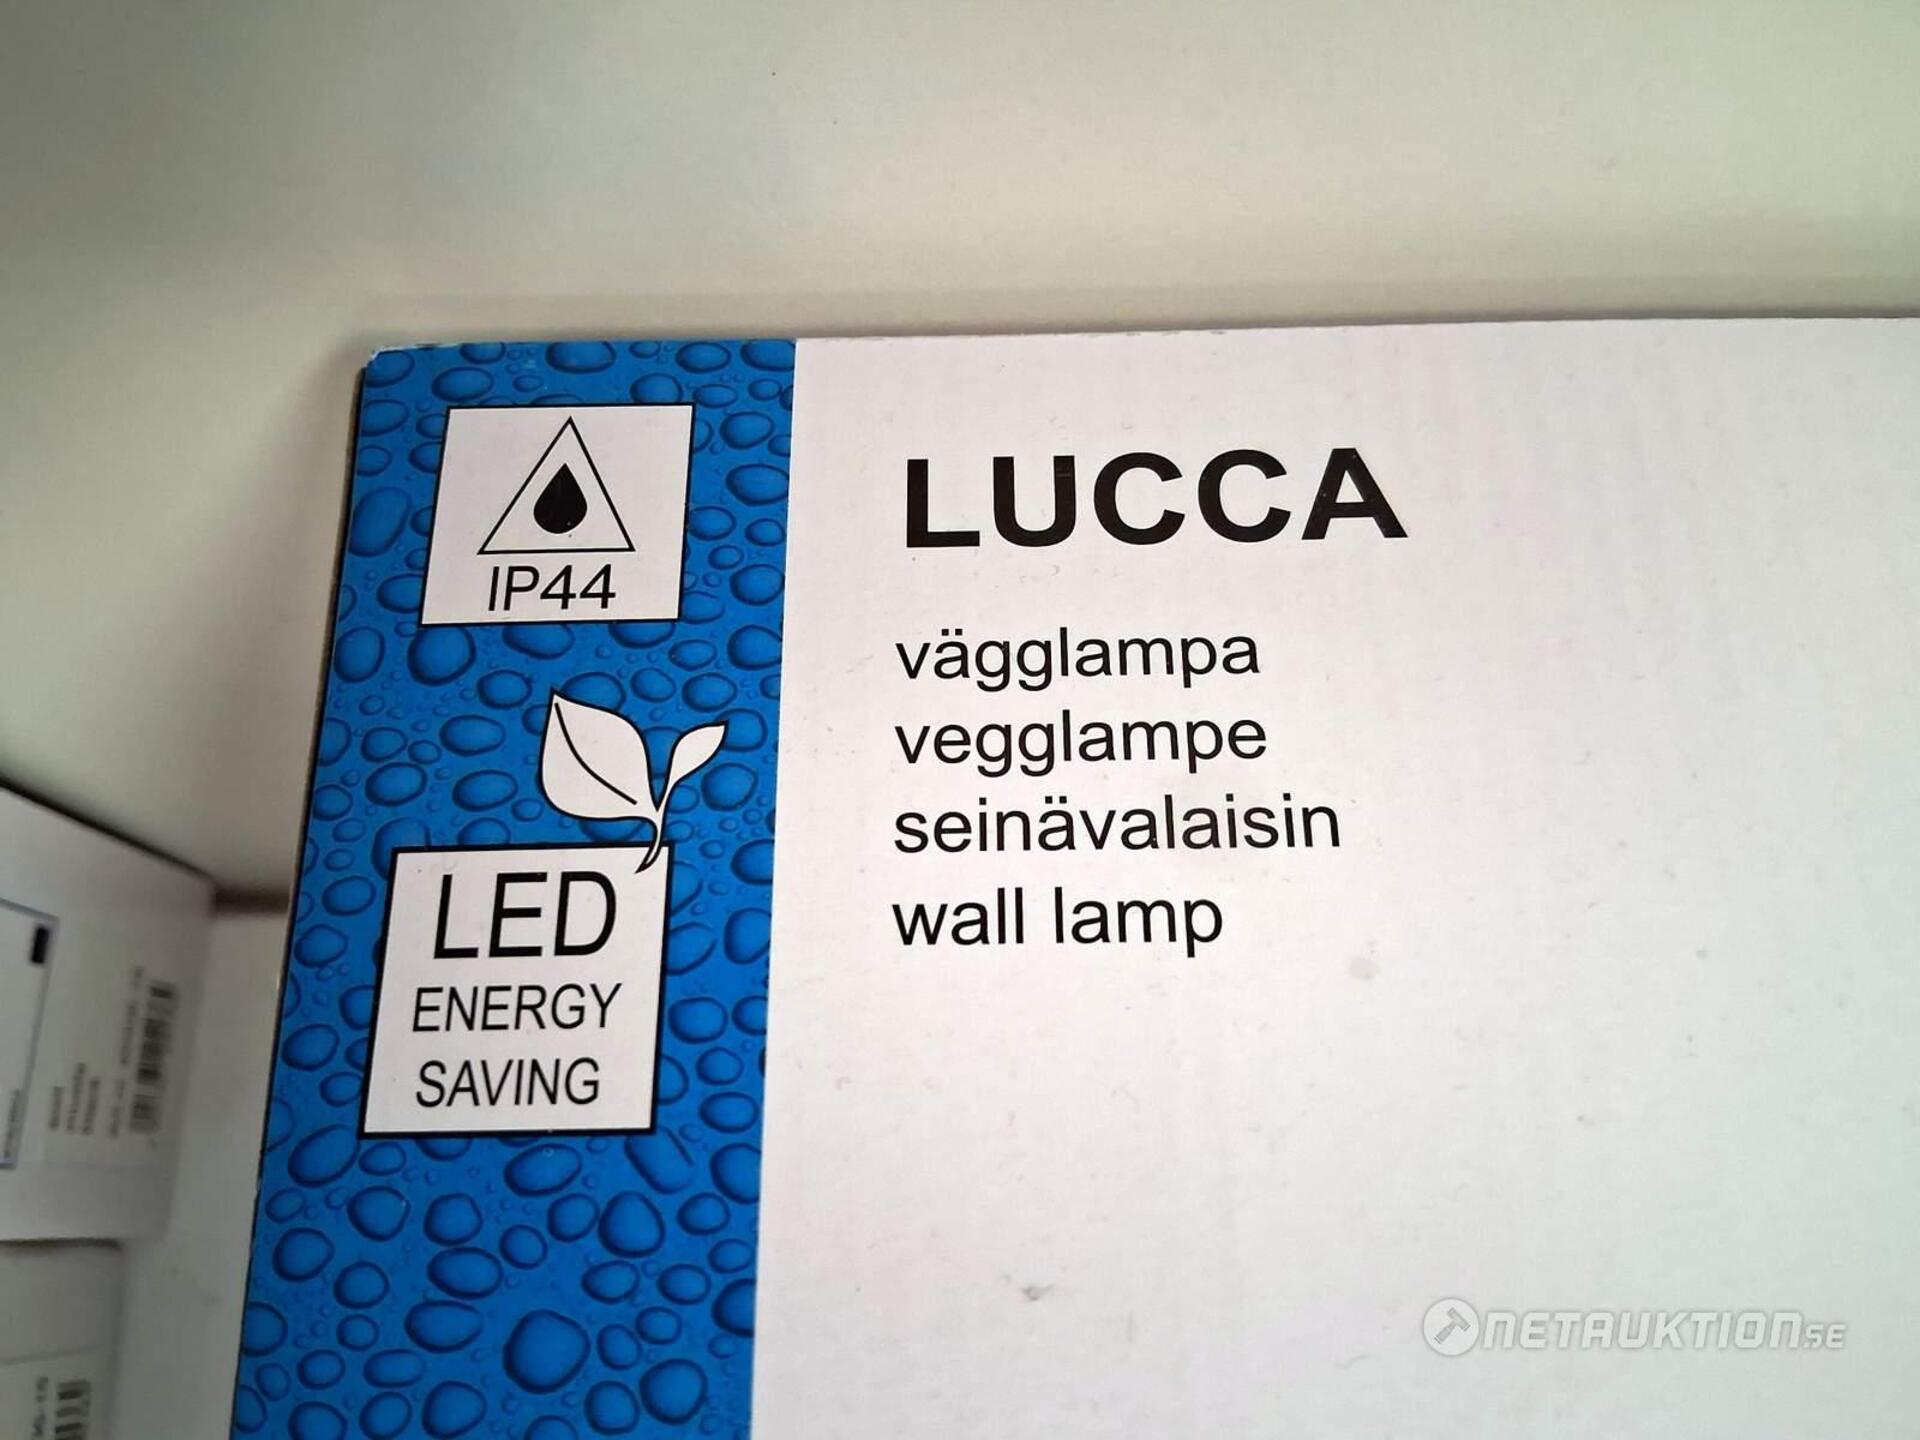 LUCCA
vägglampa
vegglampe
seinävalaisin
wall lamp
IP44
LED
ENERGY
SAVING
NETAUKTION.SE